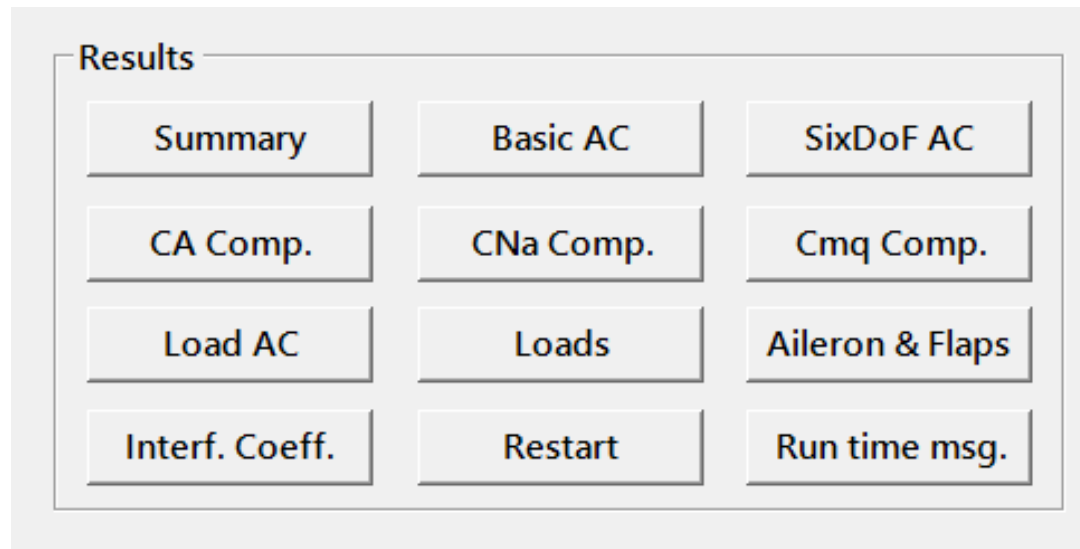 Results
Summary
Basic AC
SixDoF AC
CA Comp.
CNa Comp.
Cmq Comp.
Load AC
Loads
Aileron & Flaps
Interf. Coeff.
Restart
Run time msg.